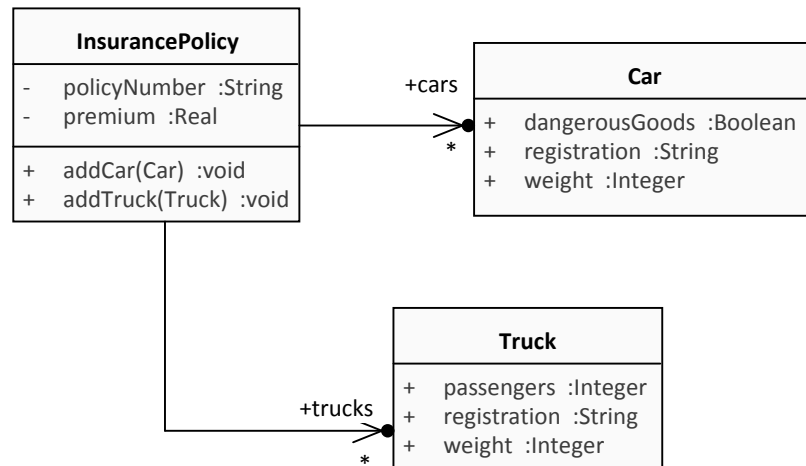 InsurancePolicy
- policyNumber :String
- premium :Real
+ addCar(Car) :void
+ addTruck(Truck) :void
+cars
*
Car
+ dangerousGoods :Boolean
+ registration :String
+ weight :Integer
+trucks
*
Truck
+ passengers :Integer
+ registration :String
+ weight :Integer